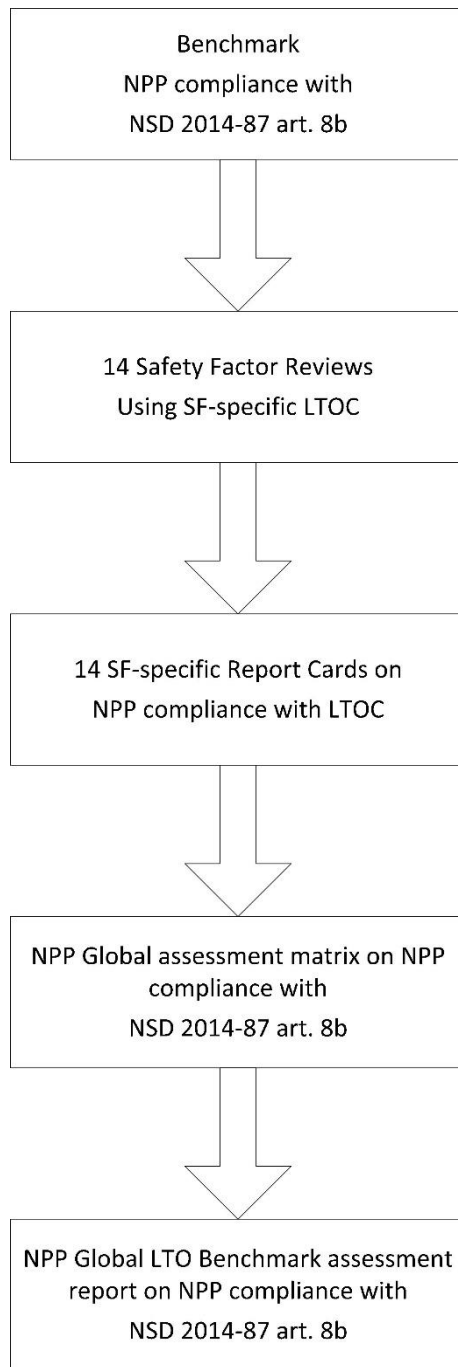 Benchmark
NPP compliance with
NSD 2014-87 art. 8b
14 Safety Factor Reviews
Using SF-specific LTOC
14 SF-specific Report Cards on
NPP compliance with LTOC
NPP Global assessment matrix on NPP
compliance with
NSD 2014-87 art. 8b
NPP Global LTO Benchmark assessment
report on NPP compliance with
NSD 2014-87 art. 8b